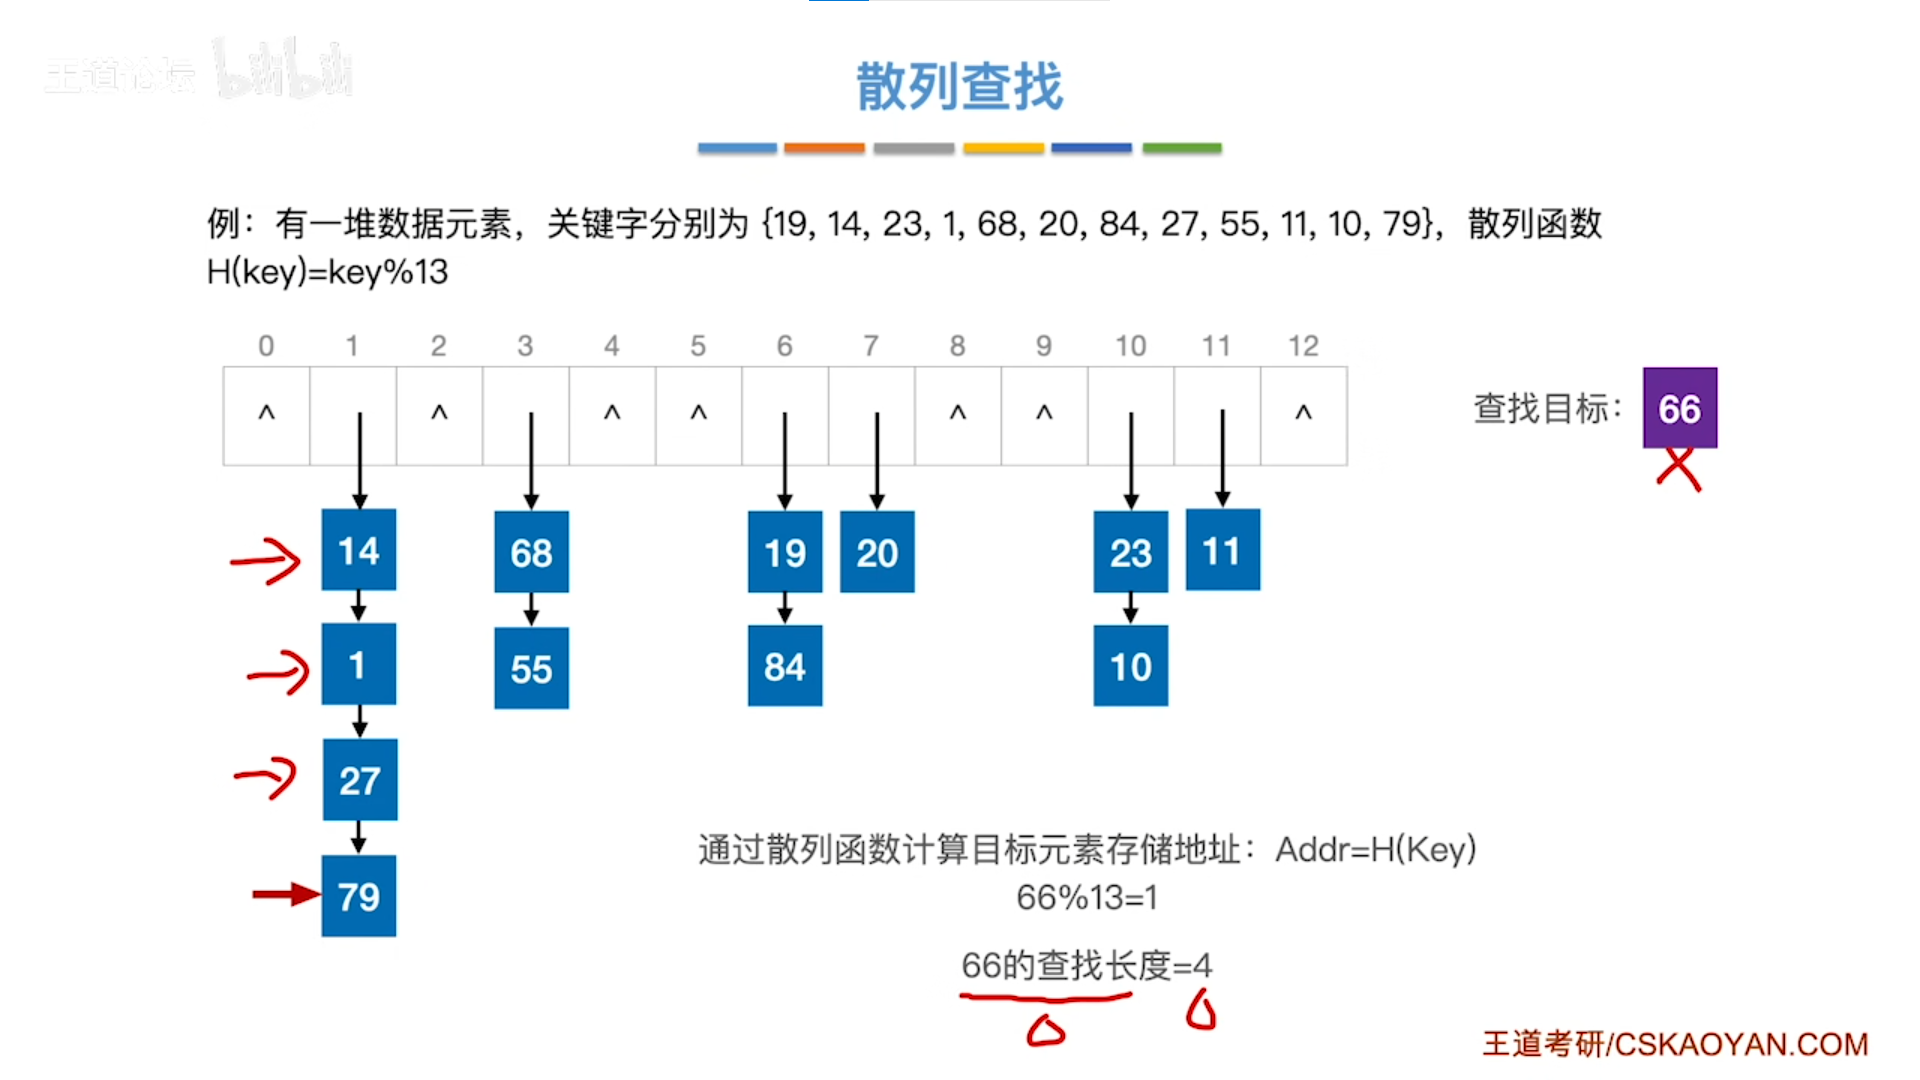 王道论坛 bilibili
散列查找
例：有一堆数据元素，关键字分别为 {19, 14, 23, 1, 68, 20, 84, 27, 55, 11, 10, 79}，散列函数
H(key)=key%13
0 1 2 3 4 5 6 7 8 9 10 11 12
^ ^ ^ ^ ^ ^ ^
查找目标： 66
14 68 19 20 23 11
1 55 84 10
27
79
通过散列函数计算目标元素存储地址：Addr=H(Key)
66%13=1
66的查找长度=4
王道考研/CSKAOYAN.COM